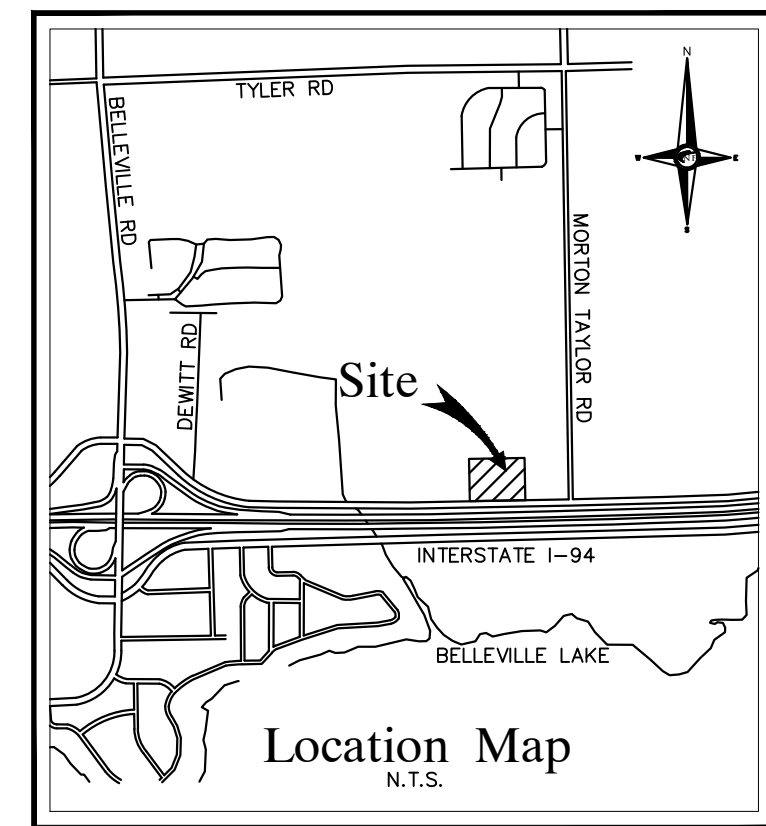 TYLER RD
BELLEVILLE RD
N
W
E
S
MORTON TAYLOR RD
DEWITT RD
Site
INTERSTATE I-94
BELLEVILLE LAKE
Location Map
N.T.S.